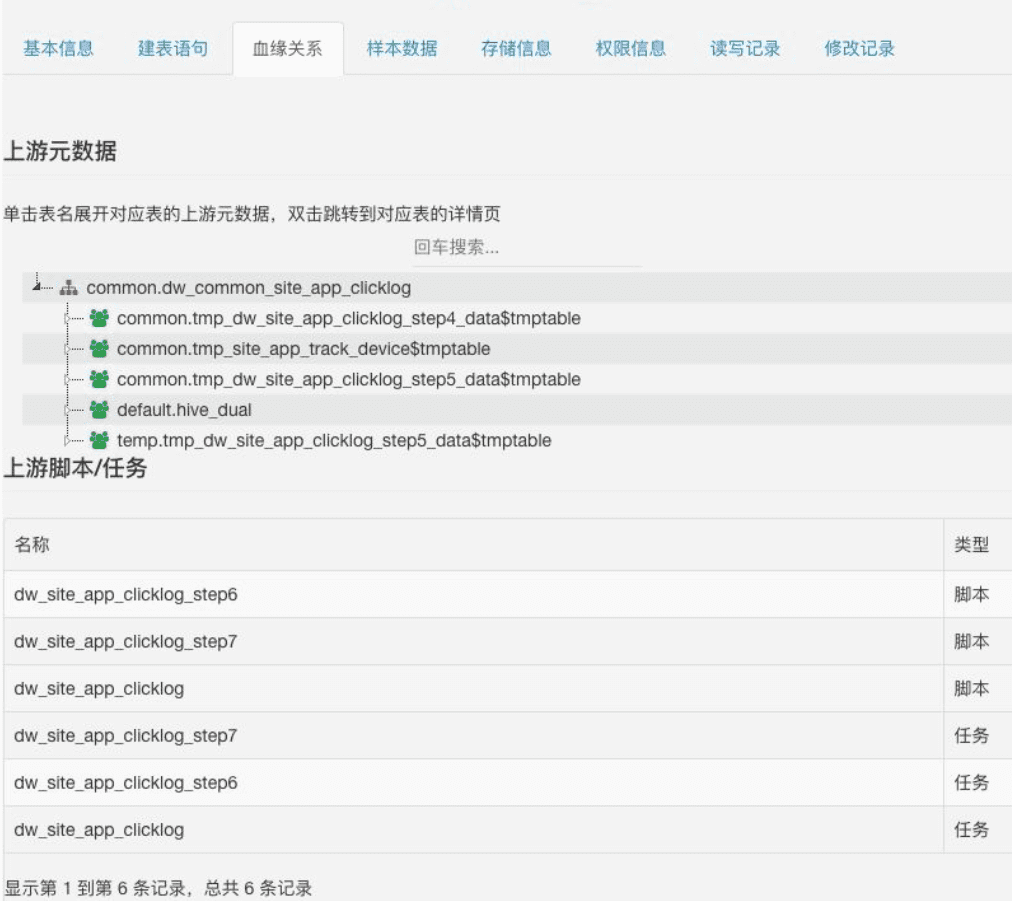 基本信息 建表语句 血缘关系 样本数据 存储信息 权限信息 读写记录 修改记录
上游元数据
单击表名展开对应表的上游元数据，双击跳转到对应表的详情页
回车搜索...
common.dw_common_site_app_clicklog
common.tmp_dw_site_app_clicklog_step4_data$tmptable
common.tmp_site_app_track_device$tmptable
common.tmp_dw_site_app_clicklog_step5_data$tmptable
default.hive_dual
temp.tmp_dw_site_app_clicklog_step5_data$tmptable
上游脚本/任务
名称 类型
dw_site_app_clicklog_step6 脚本
dw_site_app_clicklog_step7 脚本
dw_site_app_clicklog 脚本
dw_site_app_clicklog_step7 任务
dw_site_app_clicklog_step6 任务
dw_site_app_clicklog 任务
显示第 1 到第 6 条记录，总共 6 条记录